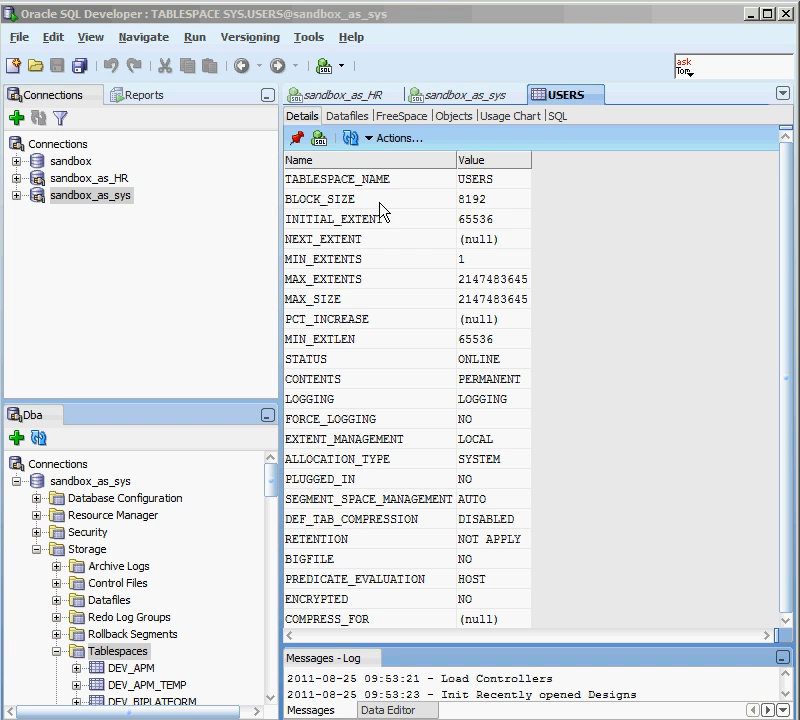 Oracle SQL Developer : TABLESPACE SYS.USERS@sandbox_as_sys
File Edit View Navigate Run Versioning Tools Help
ask
Tom
Connections Reports
Connections
sandbox
sandbox_as_HR
sandbox_as_sys
Dba
Connections
sandbox_as_sys
Database Configuration
Resource Manager
Security
Storage
Archive Logs
Control Files
Datafiles
Redo Log Groups
Rollback Segments
Tablespaces
DEV_APM
DEV_APM_TEMP
DEV_BIPLATFORM
sandbox_as_HR sandbox_as_sys USERS
Details Datafiles FreeSpace Objects Usage Chart SQL
Actions...
Name Value
TABLESPACE_NAME USERS
BLOCK_SIZE 8192
INITIAL_EXTENT 65536
NEXT_EXTENT (null)
MIN_EXTENTS 1
MAX_EXTENTS 2147483645
MAX_SIZE 2147483645
PCT_INCREASE (null)
MIN_EXTLEN 65536
STATUS ONLINE
CONTENTS PERMANENT
LOGGING LOGGING
FORCE_LOGGING NO
EXTENT_MANAGEMENT LOCAL
ALLOCATION_TYPE SYSTEM
PLUGGED_IN NO
SEGMENT_SPACE_MANAGEMENT AUTO
DEF_TAB_COMPRESSION DISABLED
RETENTION NOT APPLY
BIGFILE NO
PREDICATE_EVALUATION HOST
ENCRYPTED NO
COMPRESS_FOR (null)
Messages - Log
2011-08-25 09:53:21 - Load Controllers
2011-08-25 09:53:23 - Init Recently opened Designs
Messages Data Editor